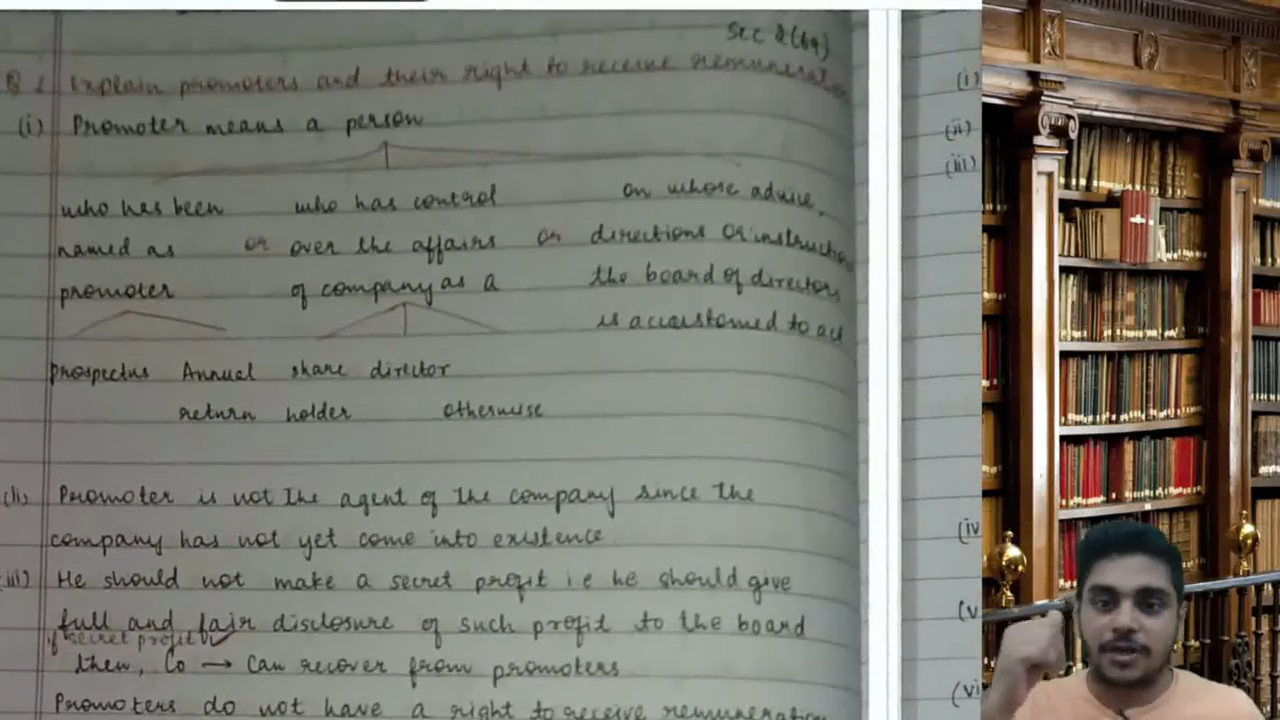 Sec 2(69)
Q 2 Explain promoters and their right to receive remuneration
(i) Promoter means a person
who has been who has control on whose advice,
named as or over the affairs or directions or instruction
promoter of company as a the board of directors
is accustomed to act
prospectus Annual share director
return holder otherwise
(ii) Promoter is not the agent of the company since the
company has not yet come into existence.
(iii) He should not make a secret profit i.e he should give
full and fair disclosure of such profit to the board
if secret profit ✓
then, Co → Can recover from promoters
Promoters do not have a right to receive remuneration
(i)
(ii)
(iii)
(iv
(v
(vi